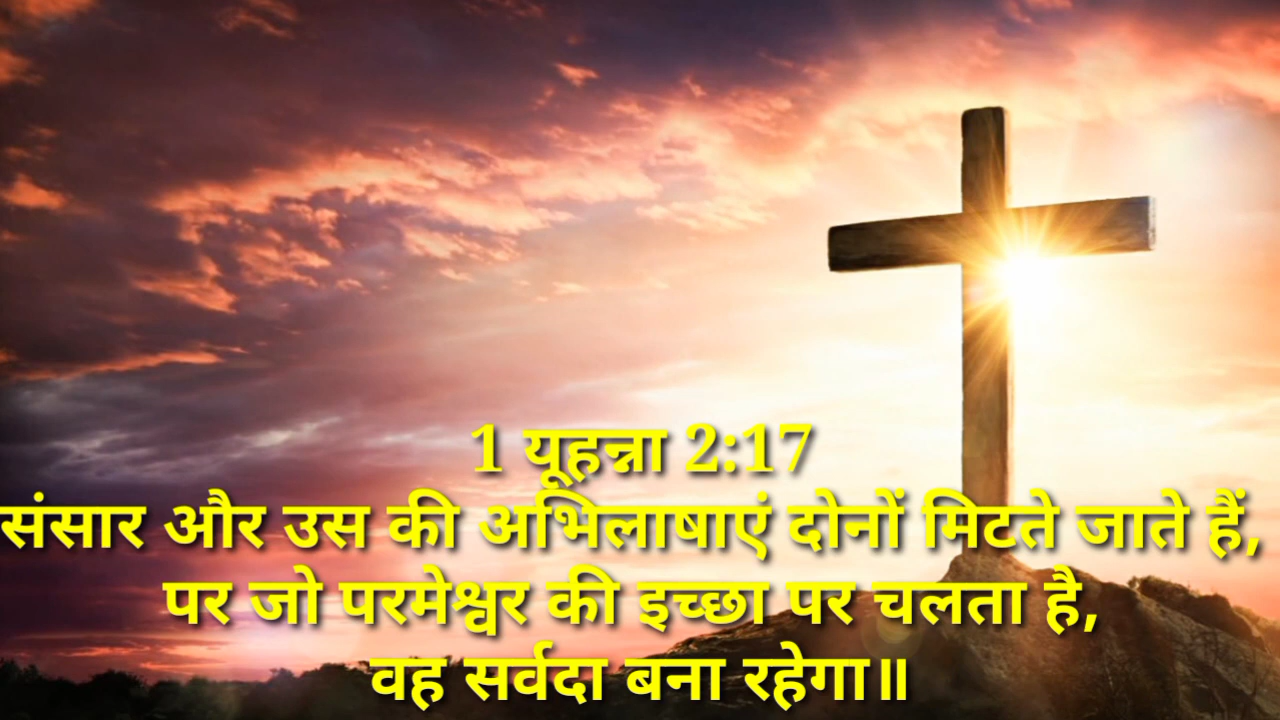 1 यूहन्ना 2:17
संसार और उस की अभिलाषाएं दोनों मिटते जाते हैं,
पर जो परमेश्वर की इच्छा पर चलता है,
वह सर्वदा बना रहेगा॥